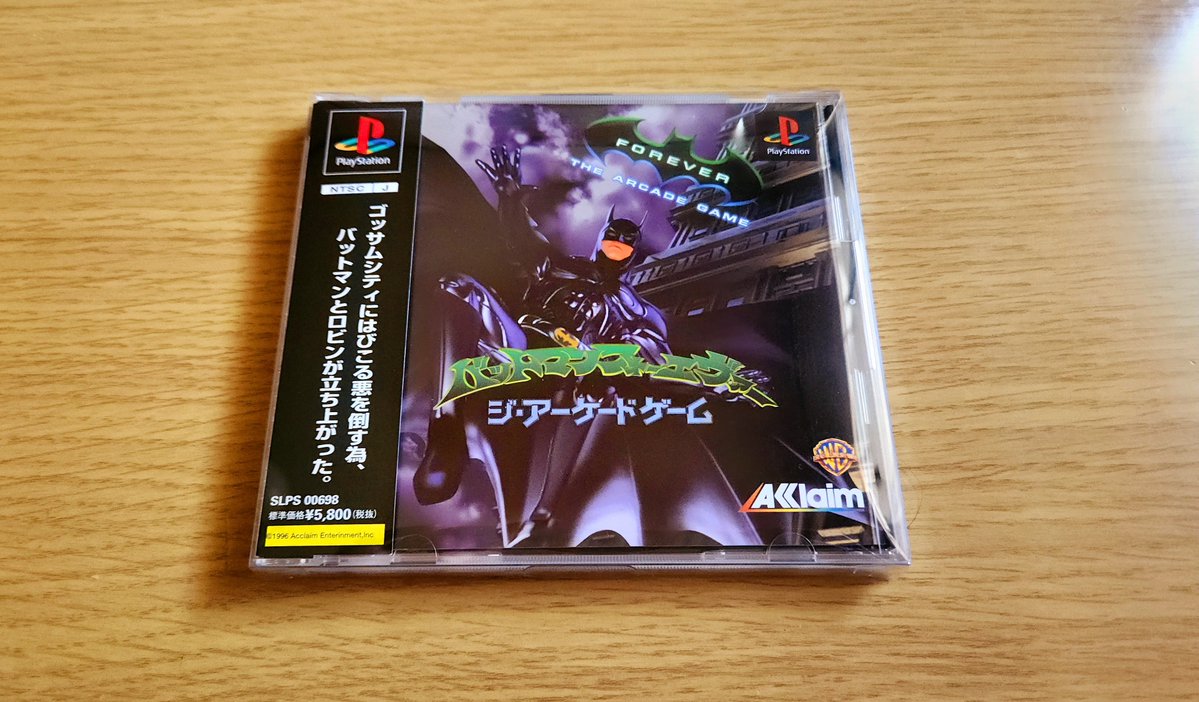 PlayStation
NTSC J
ゴッサムシティにはびこる悪を倒す為、
バットマンとロビンが立ち上がった。
SLPS 00698
標準価格¥5,800(税抜)
©1996 Acclaim Enterinment,Inc.
FOREVER
THE ARCADE GAME
PlayStation
バットマンフォーエヴァー
ジ・アーケードゲーム
WB
AKKlaim